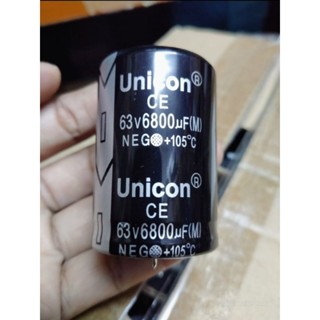 Unicon®
CE
63v6800µF(M)
NEG +105°C
Unicon®
CE
63v6800µF(M)
NEG +105°C